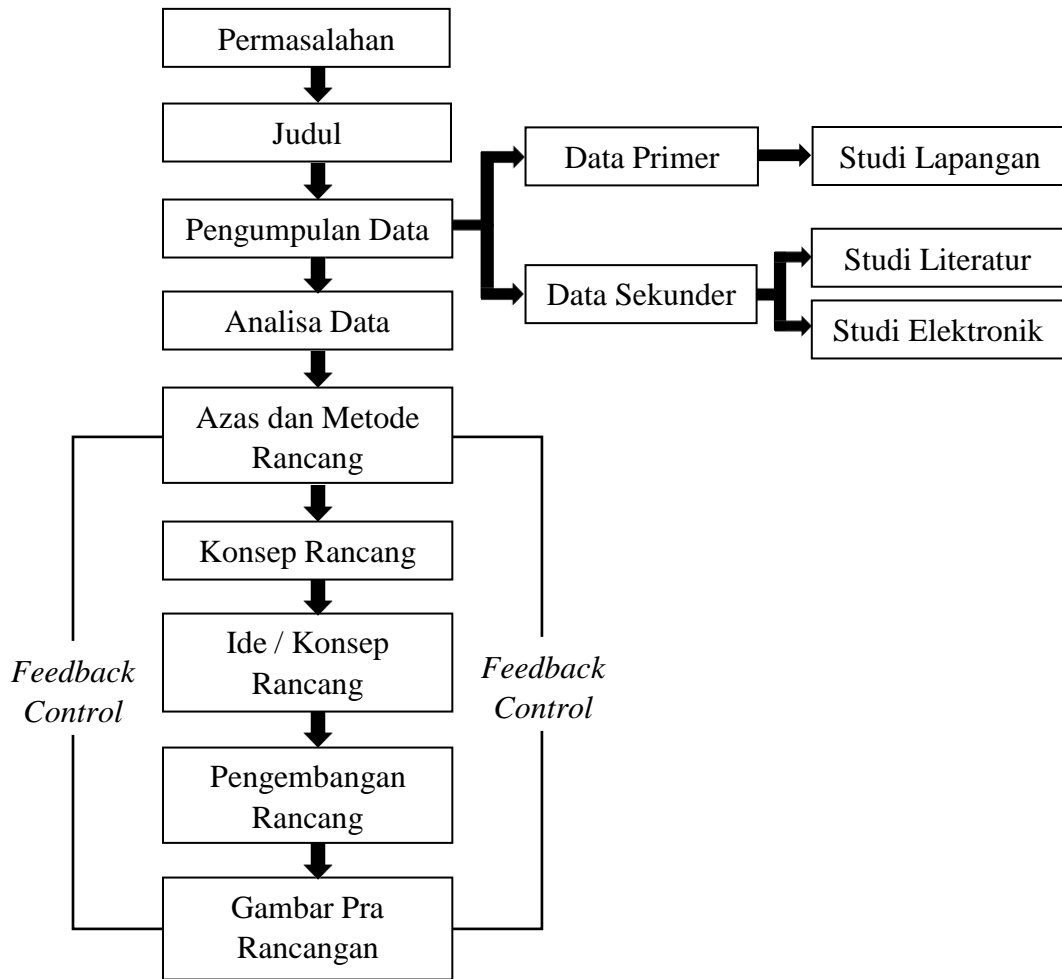 Permasalahan
Judul
Data Primer
Studi Lapangan
Pengumpulan Data
Studi Literatur
Data Sekunder
Analisa Data
Studi Elektronik
Azas dan Metode
Rancang
Konsep Rancang
Ide / Konsep
Rancang
Feedback
Control
Feedback
Control
Pengembangan
Rancang
Gambar Pra
Rancangan